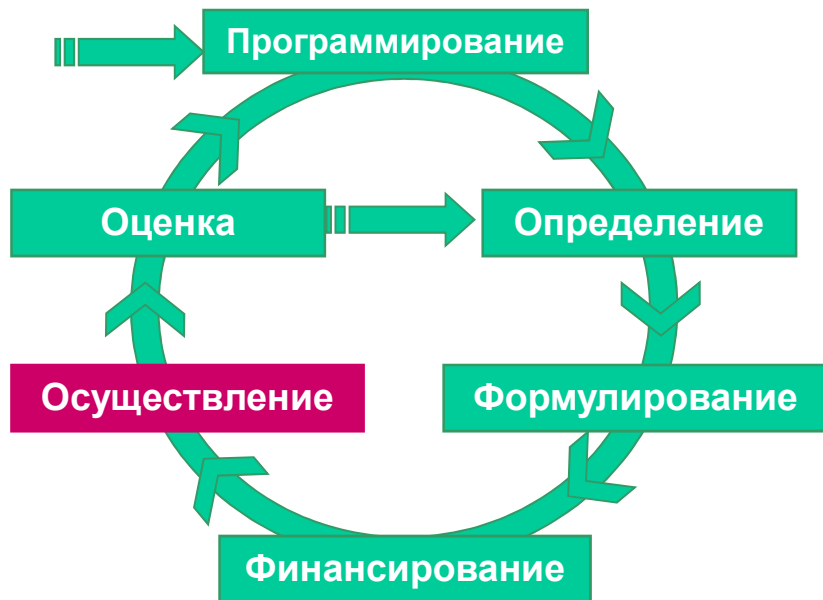 Программирование
Оценка
Определение
Осуществление
Формулирование
Финансирование